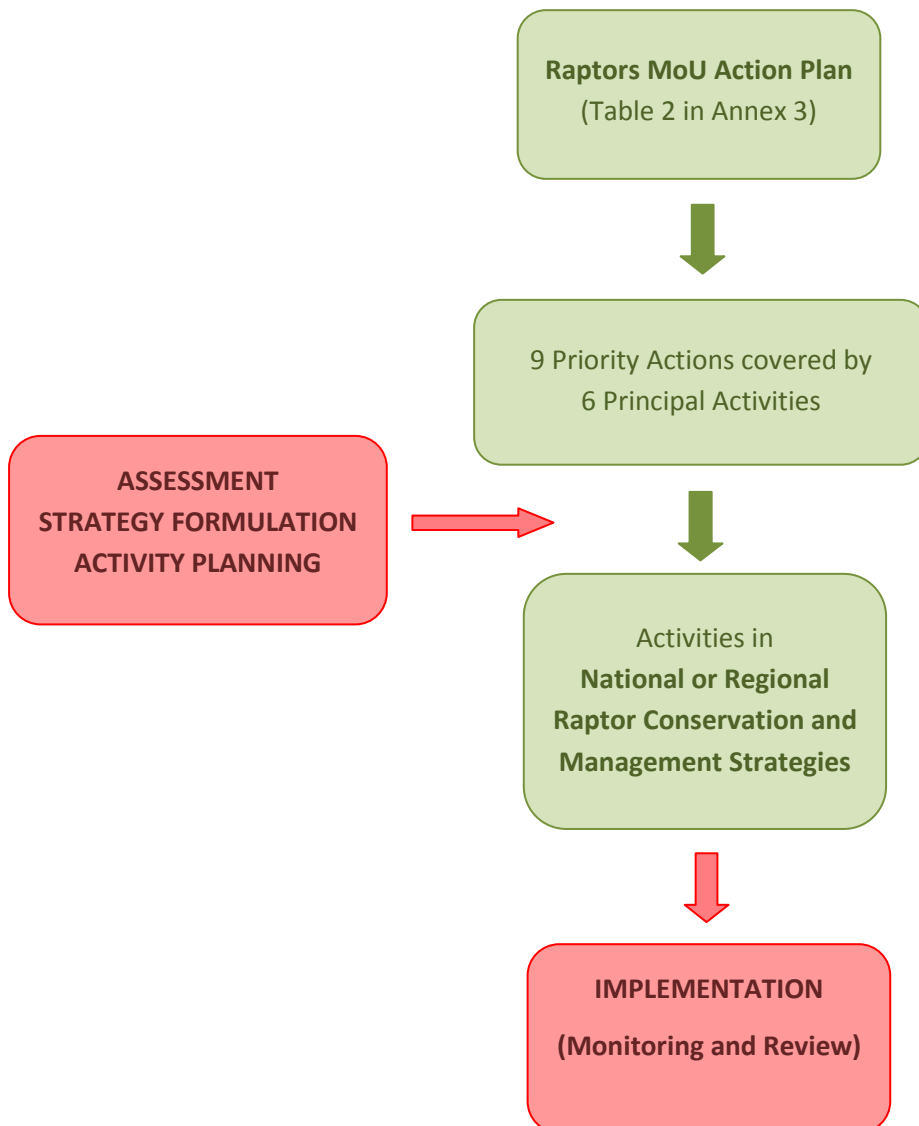 Raptors MoU Action Plan
(Table 2 in Annex 3)
9 Priority Actions covered by
6 Principal Activities
ASSESSMENT
STRATEGY FORMULATION
ACTIVITY PLANNING
Activities in
National or Regional
Raptor Conservation and
Management Strategies
IMPLEMENTATION
(Monitoring and Review)